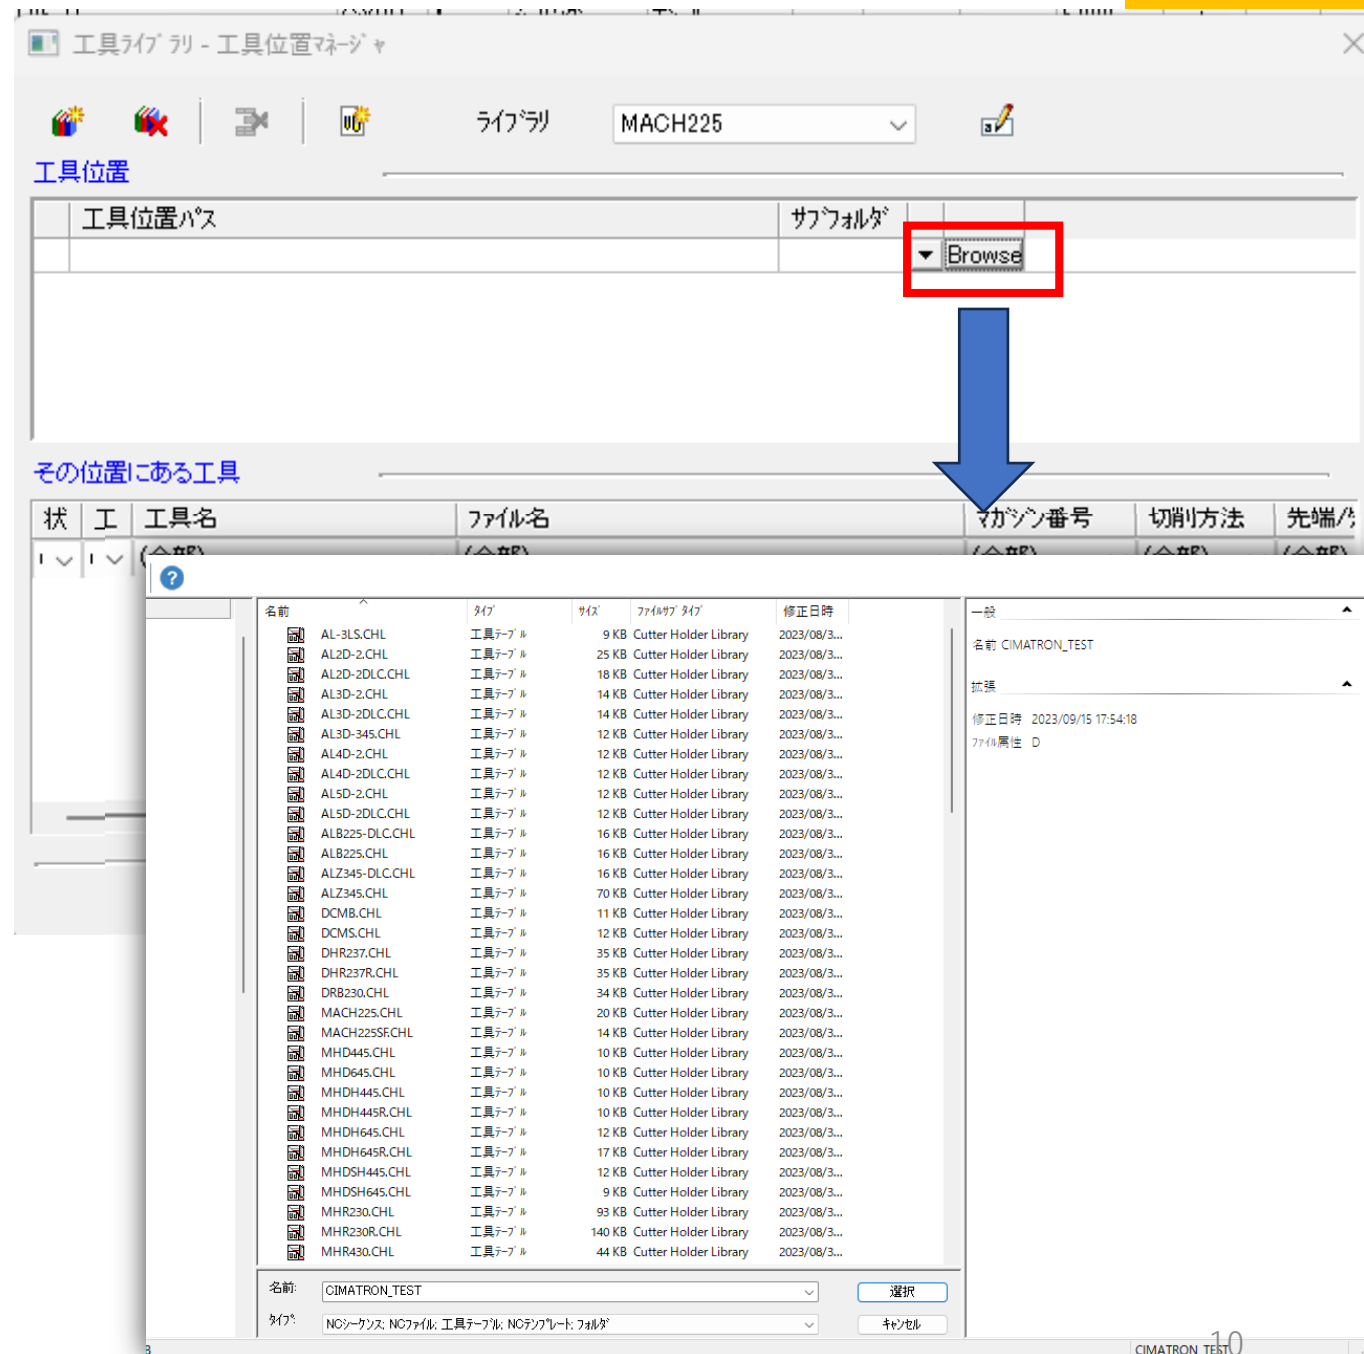 工具ﾗｲﾌﾞﾗﾘ - 工具位置ﾏﾈｰｼﾞｬ
ﾗｲﾌﾞﾗﾘ MACH225
工具位置
工具位置ﾊﾟｽ ｻﾌﾞﾌｫﾙﾀﾞ
Browse
その位置にある工具
状 工 工具名 ﾌｧｲﾙ名 ﾏｶﾞｼﾞﾝ番号 切削方法 先端/
名前 ﾀｲﾌﾟ ｻｲｽﾞ ﾌｧｲﾙｻﾌﾞﾀｲﾌﾟ 修正日時
AL-3LS.CHL 工具ﾃｰﾌﾞﾙ 9 KB Cutter Holder Library 2023/08/3...
AL2D-2.CHL 工具ﾃｰﾌﾞﾙ 25 KB Cutter Holder Library 2023/08/3...
AL2D-2DLC.CHL 工具ﾃｰﾌﾞﾙ 18 KB Cutter Holder Library 2023/08/3...
AL3D-2.CHL 工具ﾃｰﾌﾞﾙ 14 KB Cutter Holder Library 2023/08/3...
AL3D-2DLC.CHL 工具ﾃｰﾌﾞﾙ 14 KB Cutter Holder Library 2023/08/3...
AL3D-345.CHL 工具ﾃｰﾌﾞﾙ 12 KB Cutter Holder Library 2023/08/3...
AL4D-2.CHL 工具ﾃｰﾌﾞﾙ 12 KB Cutter Holder Library 2023/08/3...
AL4D-2DLC.CHL 工具ﾃｰﾌﾞﾙ 12 KB Cutter Holder Library 2023/08/3...
AL5D-2.CHL 工具ﾃｰﾌﾞﾙ 12 KB Cutter Holder Library 2023/08/3...
AL5D-2DLC.CHL 工具ﾃｰﾌﾞﾙ 12 KB Cutter Holder Library 2023/08/3...
ALB225-DLC.CHL 工具ﾃｰﾌﾞﾙ 16 KB Cutter Holder Library 2023/08/3...
ALB225.CHL 工具ﾃｰﾌﾞﾙ 16 KB Cutter Holder Library 2023/08/3...
ALZ345-DLC.CHL 工具ﾃｰﾌﾞﾙ 16 KB Cutter Holder Library 2023/08/3...
ALZ345.CHL 工具ﾃｰﾌﾞﾙ 70 KB Cutter Holder Library 2023/08/3...
DCMB.CHL 工具ﾃｰﾌﾞﾙ 11 KB Cutter Holder Library 2023/08/3...
DCMS.CHL 工具ﾃｰﾌﾞﾙ 12 KB Cutter Holder Library 2023/08/3...
DHR237.CHL 工具ﾃｰﾌﾞﾙ 35 KB Cutter Holder Library 2023/08/3...
DHR237R.CHL 工具ﾃｰﾌﾞﾙ 35 KB Cutter Holder Library 2023/08/3...
DRB230.CHL 工具ﾃｰﾌﾞﾙ 34 KB Cutter Holder Library 2023/08/3...
MACH225.CHL 工具ﾃｰﾌﾞﾙ 20 KB Cutter Holder Library 2023/08/3...
MACH225SF.CHL 工具ﾃｰﾌﾞﾙ 14 KB Cutter Holder Library 2023/08/3...
MHD445.CHL 工具ﾃｰﾌﾞﾙ 10 KB Cutter Holder Library 2023/08/3...
MHD645.CHL 工具ﾃｰﾌﾞﾙ 10 KB Cutter Holder Library 2023/08/3...
MHDH445.CHL 工具ﾃｰﾌﾞﾙ 10 KB Cutter Holder Library 2023/08/3...
MHDH445R.CHL 工具ﾃｰﾌﾞﾙ 10 KB Cutter Holder Library 2023/08/3...
MHDH645.CHL 工具ﾃｰﾌﾞﾙ 12 KB Cutter Holder Library 2023/08/3...
MHDH645R.CHL 工具ﾃｰﾌﾞﾙ 17 KB Cutter Holder Library 2023/08/3...
MHDSH445.CHL 工具ﾃｰﾌﾞﾙ 12 KB Cutter Holder Library 2023/08/3...
MHDSH645.CHL 工具ﾃｰﾌﾞﾙ 9 KB Cutter Holder Library 2023/08/3...
MHR230.CHL 工具ﾃｰﾌﾞﾙ 93 KB Cutter Holder Library 2023/08/3...
MHR230R.CHL 工具ﾃｰﾌﾞﾙ 140 KB Cutter Holder Library 2023/08/3...
MHR430.CHL 工具ﾃｰﾌﾞﾙ 44 KB Cutter Holder Library 2023/08/3...
一般
名前 CIMATRON_TEST
拡張
修正日時 2023/09/15 17:54:18
ﾌｧｲﾙ属性 D
名前: CIMATRON_TEST 選択
ﾀｲﾌﾟ: NCｼｰｹﾝｽ; NCﾌｧｲﾙ; 工具ﾃｰﾌﾞﾙ; NCﾃﾝﾌﾟﾚｰﾄ; ﾌｫﾙﾀﾞ ｷｬﾝｾﾙ
CIMATRON_TEST
10